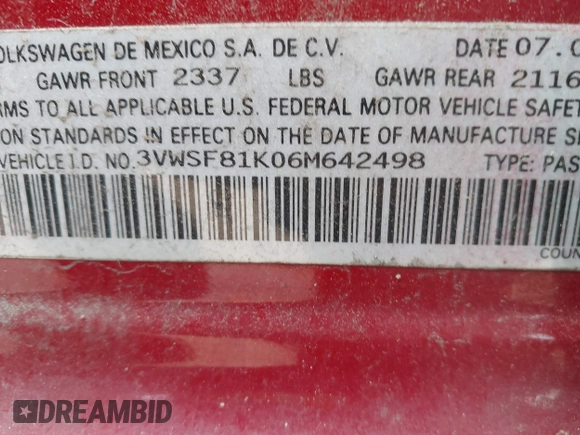 OLKSWAGEN DE MEXICO S.A. DE C.V. DATE 07.0
GAWR FRONT 2337 LBS GAWR REAR 2116
RMS TO ALL APPLICABLE U.S. FEDERAL MOTOR VEHICLE SAFET
ION STANDARDS IN EFFECT ON THE DATE OF MANUFACTURE S
VEHICLE I.D. NO. 3VWSF81K06M642498 TYPE: PAS
COUN
DREAMBID